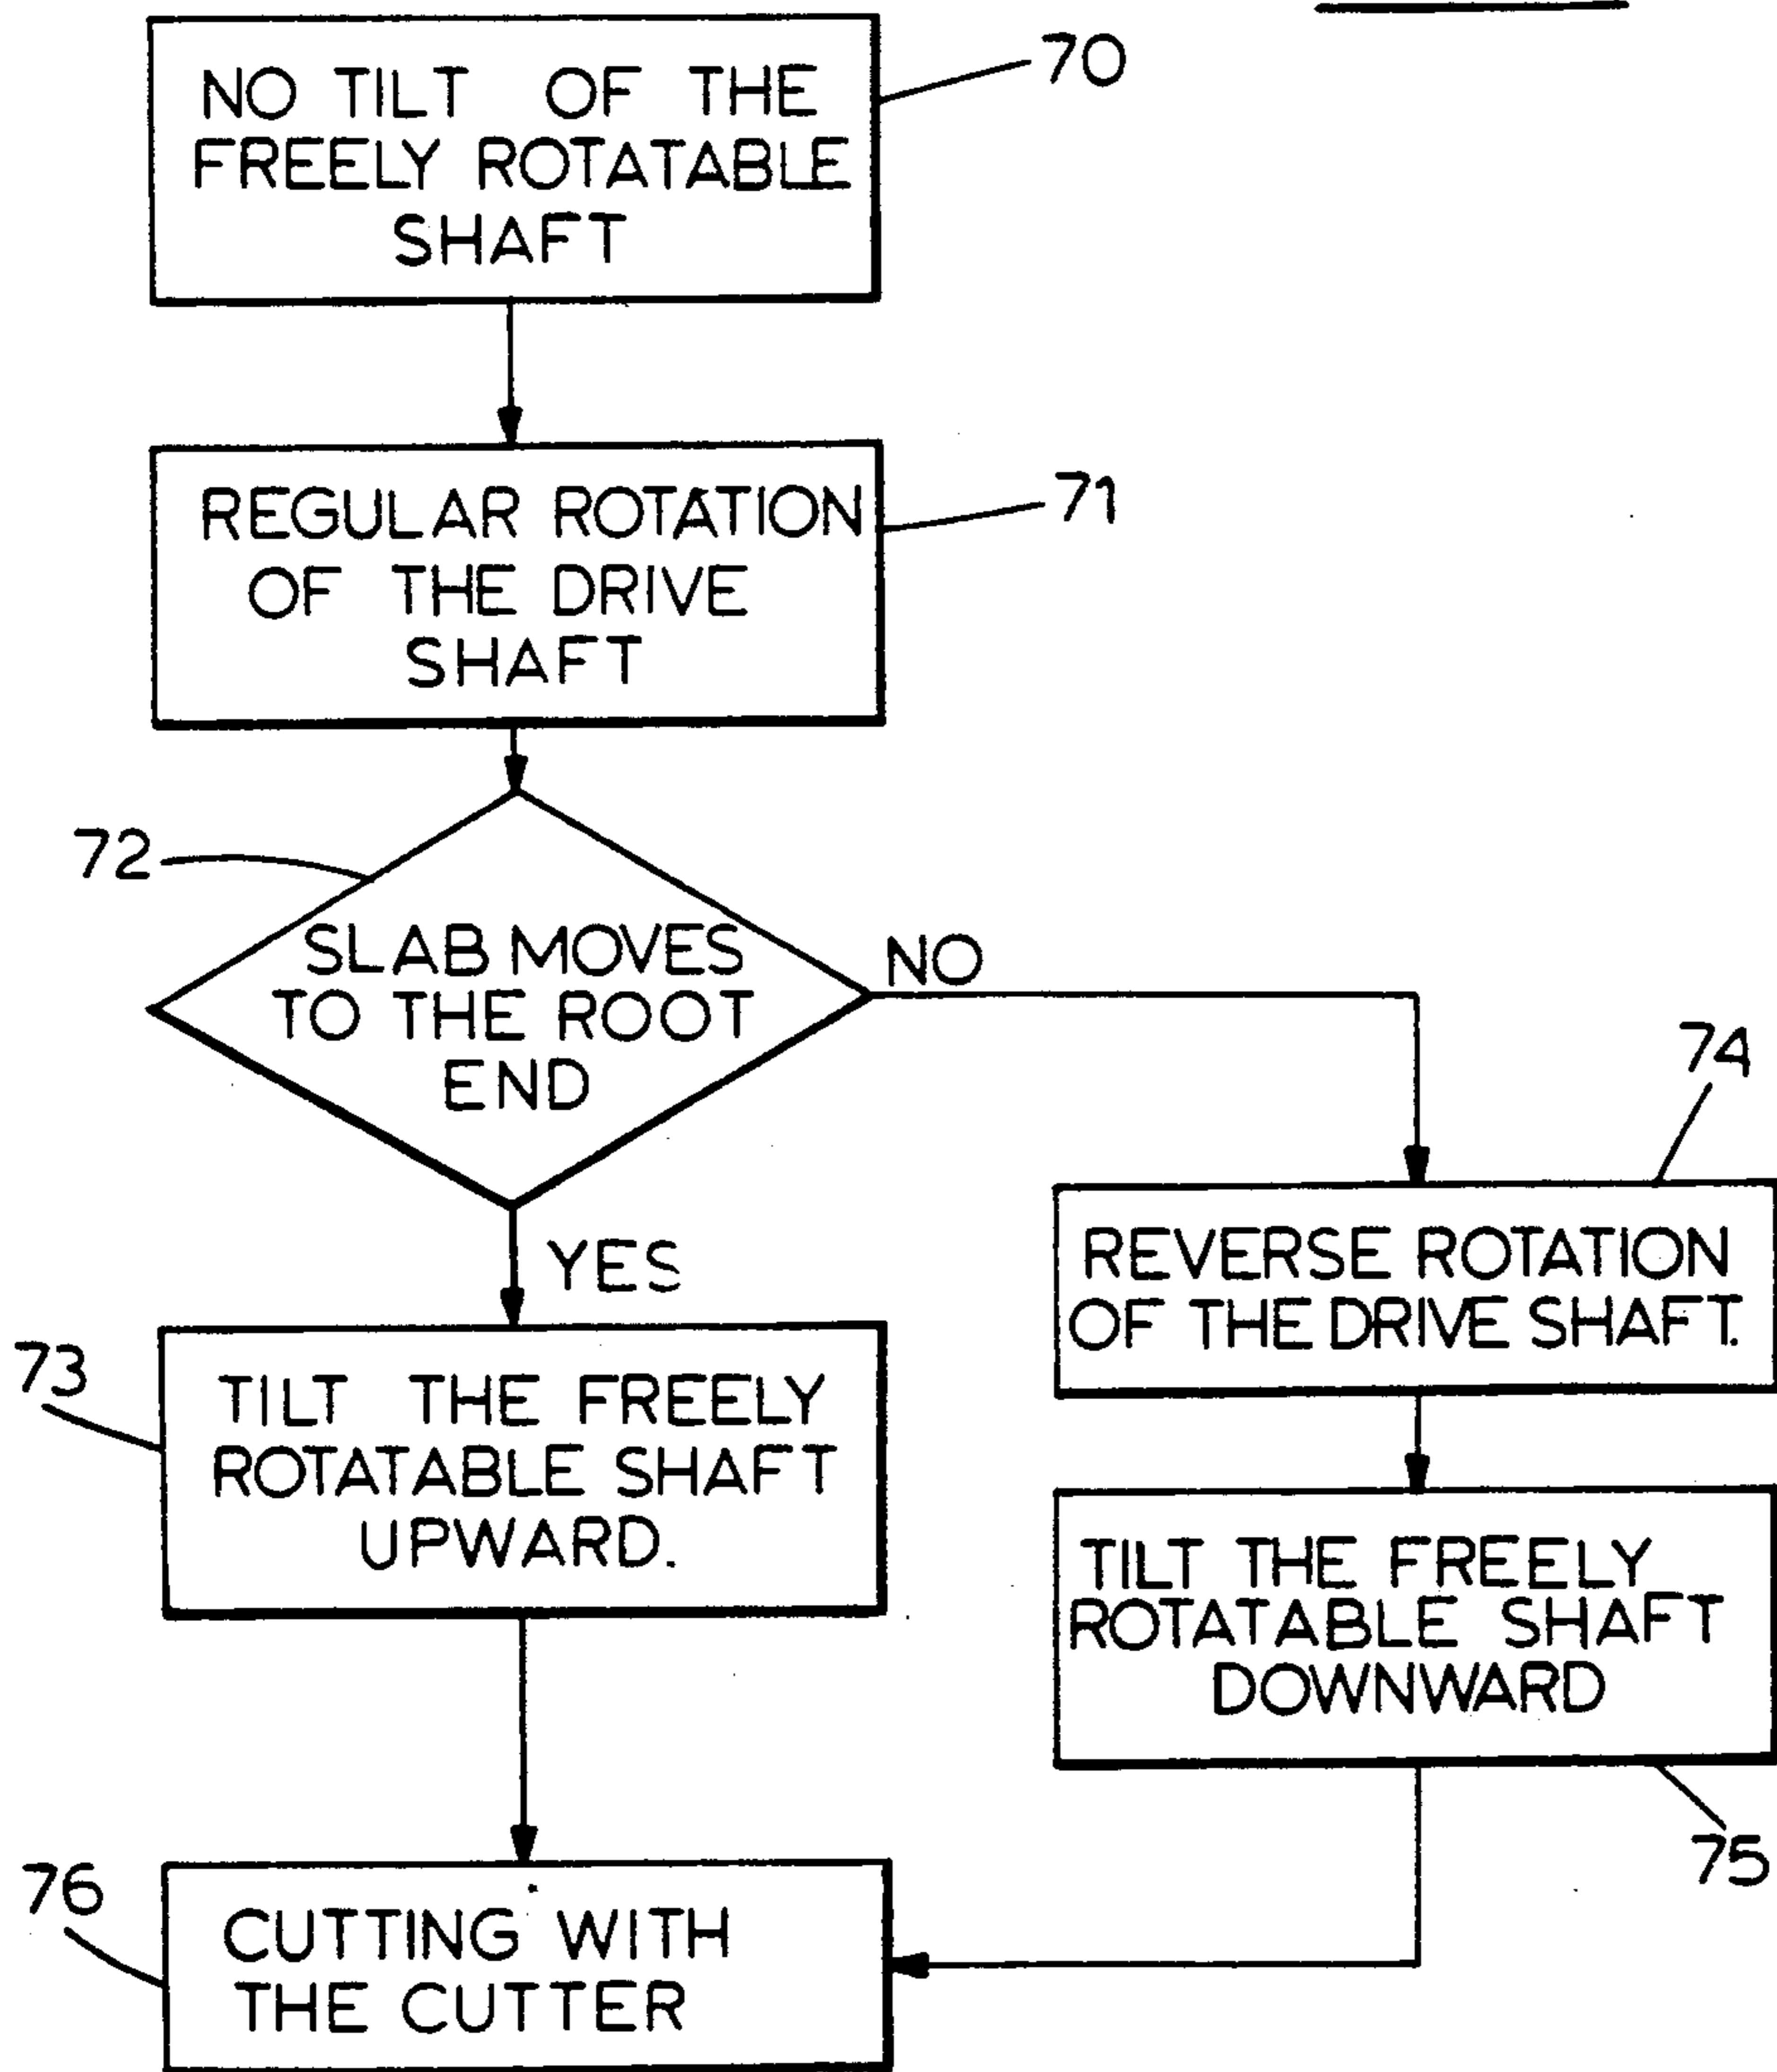 NO TILT OF THE
FREELY ROTATABLE
SHAFT
70
REGULAR ROTATION
OF THE DRIVE
SHAFT
71
72
SLAB MOVES
TO THE ROOT
END
NO
YES
74
REVERSE ROTATION
OF THE DRIVE SHAFT.
73
TILT THE FREELY
ROTATABLE SHAFT
UPWARD.
TILT THE FREELY
ROTATABLE SHAFT
DOWNWARD
75
76
CUTTING WITH
THE CUTTER